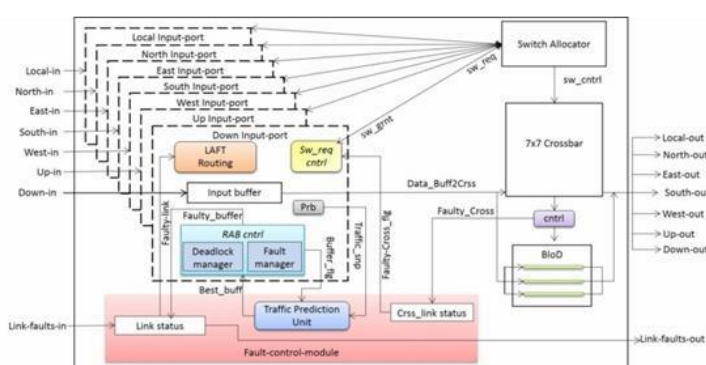 Local Input-port
North Input-port
East Input-port
South Input-port
West Input-port
Up Input-port
Down Input-port
Local-in
North-in
East-in
South-in
West-in
Up-in
Down-in
Link-faults-in
Switch Allocator
sw_req
sw_cntrl
sw_grnt
LAFT
Routing
Sw_req
cntrl
7x7 Crossbar
Local-out
North-out
East-out
South-out
West-out
Up-out
Down-out
Input buffer
Data_Buff2Crss
Prb
Faulty-link
Faulty_buffer
RAB cntrl
Deadlock
manager
Fault
manager
Buffer_flg
Traffic_snp
Faulty-Cross_flg
Faulty_Cross
cntrl
BloD
Best_buff
Link status
Traffic Prediction
Unit
Crss_link status
Fault-control-module
Link-faults-out